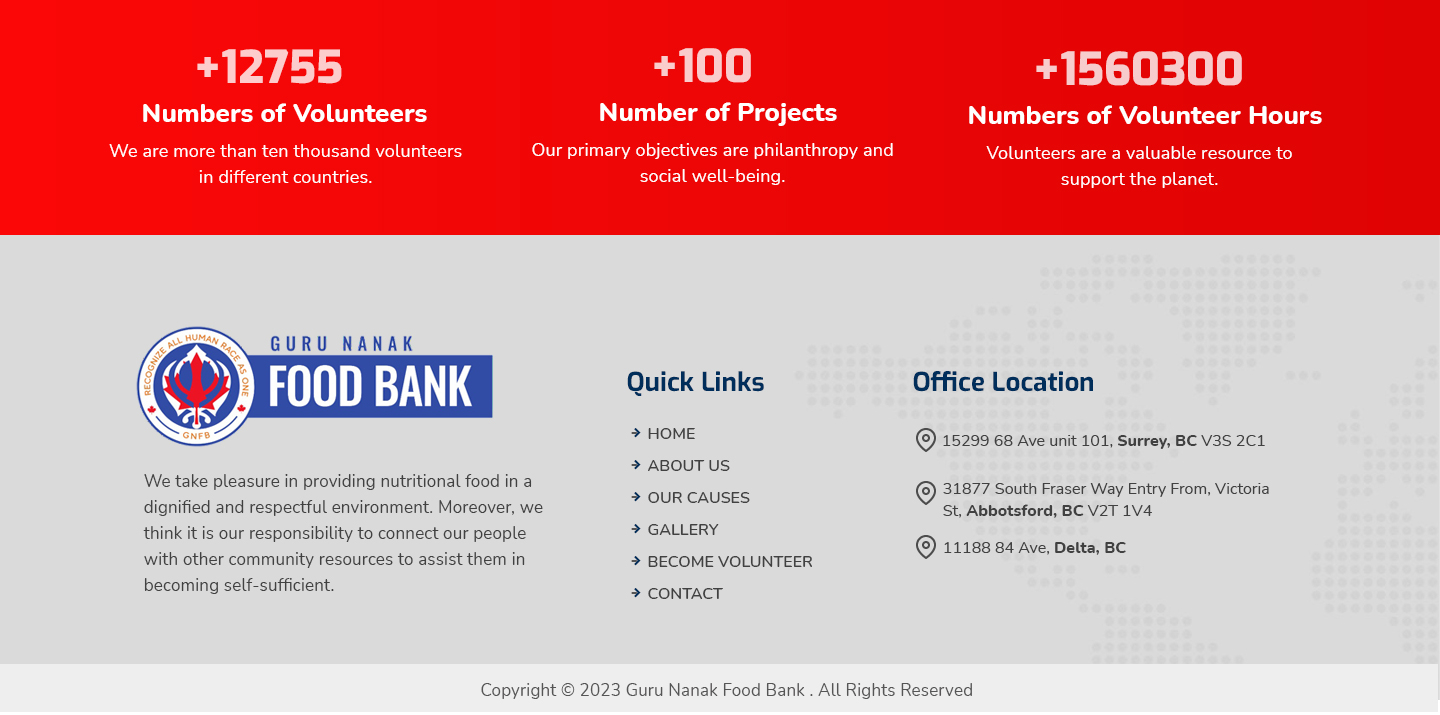 +12755
Numbers of Volunteers
We are more than ten thousand volunteers
in different countries.
+100
Number of Projects
Our primary objectives are philanthropy and
social well-being.
+1560300
Numbers of Volunteer Hours
Volunteers are a valuable resource to
support the planet.
RECOGNIZE ALL HUMAN RACE AS ONE
GNFB
GURU NANAK
FOOD BANK
We take pleasure in providing nutritional food in a
dignified and respectful environment. Moreover, we
think it is our responsibility to connect our people
with other community resources to assist them in
becoming self-sufficient.
Quick Links
HOME
ABOUT US
OUR CAUSES
GALLERY
BECOME VOLUNTEER
CONTACT
Office Location
15299 68 Ave unit 101, Surrey, BC V3S 2C1
31877 South Fraser Way Entry From, Victoria
St, Abbotsford, BC V2T 1V4
11188 84 Ave, Delta, BC
Copyright © 2023 Guru Nanak Food Bank . All Rights Reserved